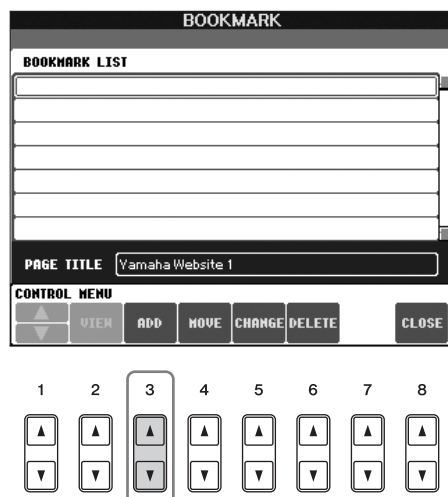 BOOKMARK
BOOKMARK LIST
PAGE TITLE Yamaha Website 1
CONTROL MENU
VIEW ADD MOVE CHANGE DELETE CLOSE
1 2 3 4 5 6 7 8